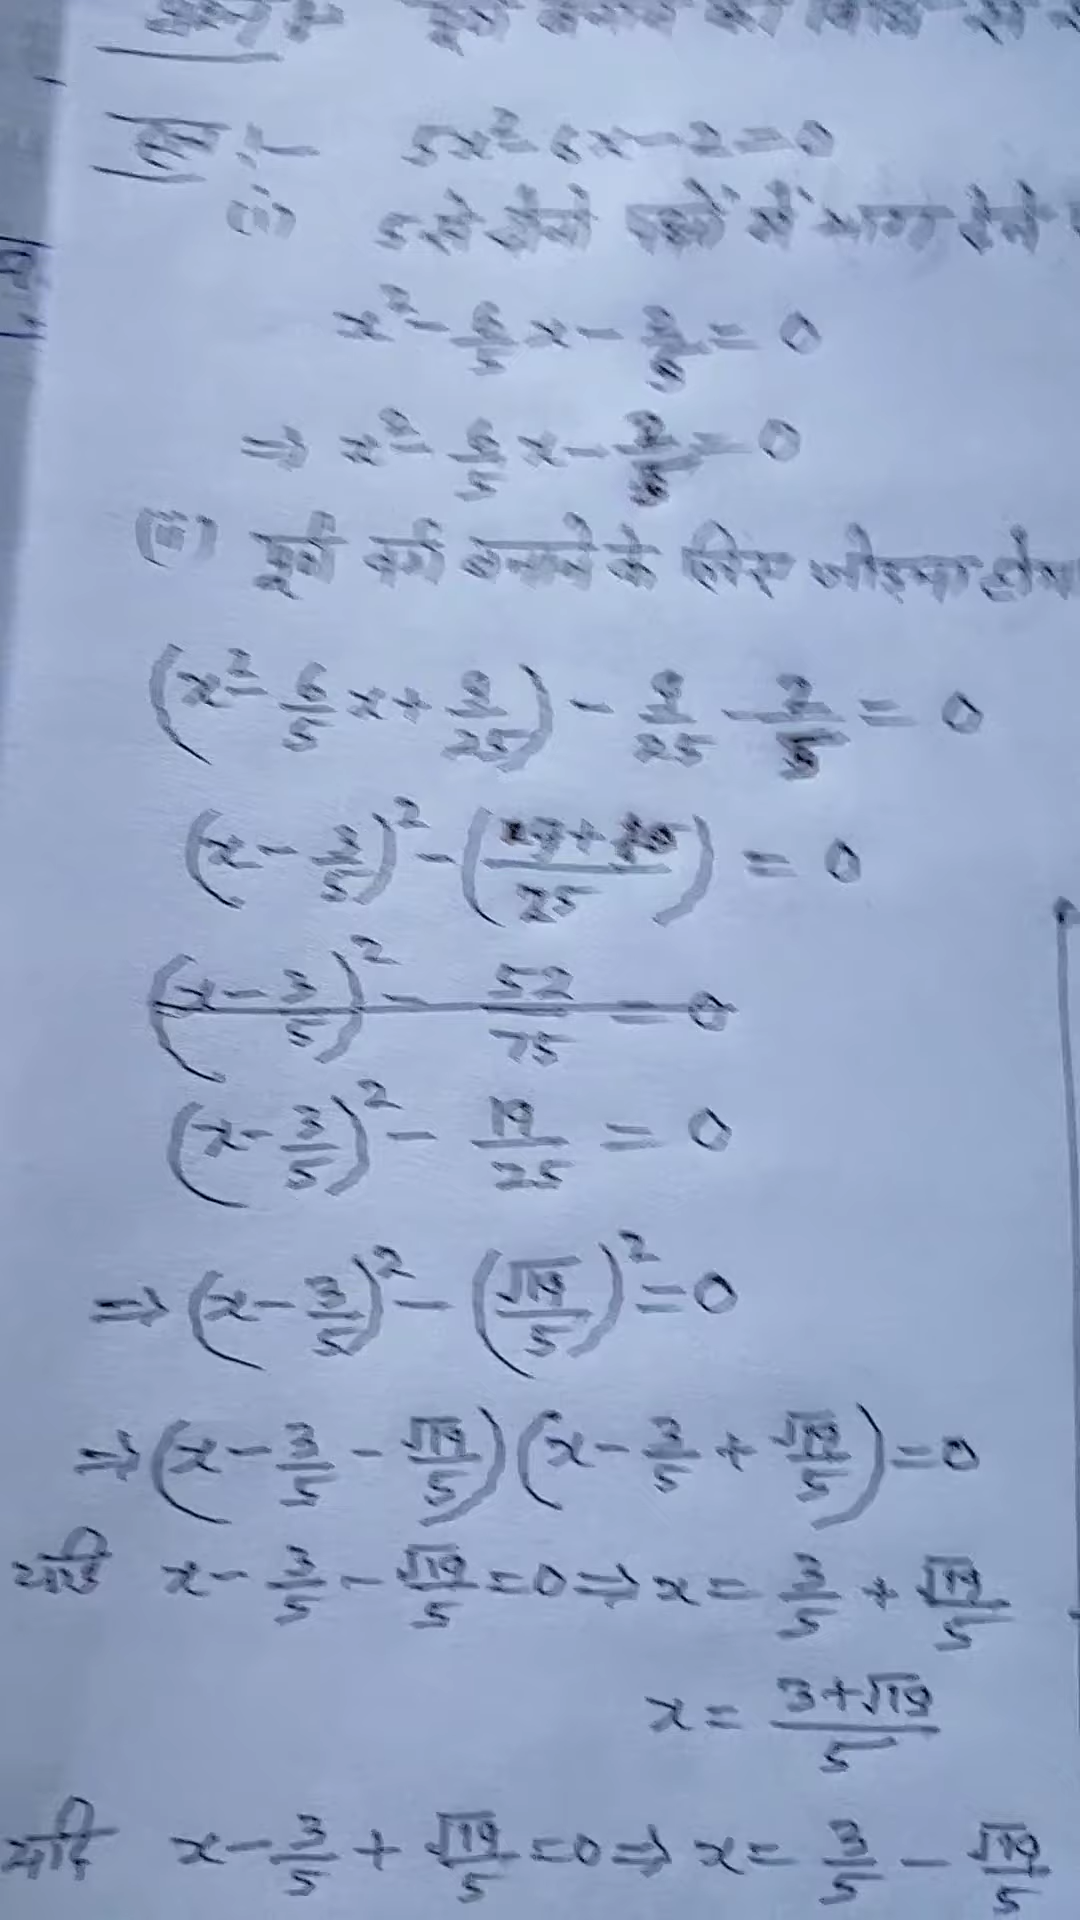 हल :-   5x² - 6x - 2 = 0
(i)   5 से दोनों पक्षों में भाग देने
x² - 6/5 x - 2/5 = 0
⇒ x² - 6/5 x - 2/5 = 0
(ii) पूर्ण वर्ग बनाने के लिए जोड़ना
(x² - 6/5 x + 9/25) - 9/25 - 2/5 = 0
(x - 3/5)² - (9+10/25) = 0
(x - 3/5)² - 52/75 = 0
(x - 3/5)² - 19/25 = 0
⇒ (x - 3/5)² - (√19/5)² = 0
⇒ (x - 3/5 - √19/5) (x - 3/5 + √19/5) = 0
यदि x - 3/5 - √19/5 = 0 ⇒ x = 3/5 + √19/5
x = 3+√19/5
यदि x - 3/5 + √19/5 = 0 ⇒ x = 3/5 - √19/5